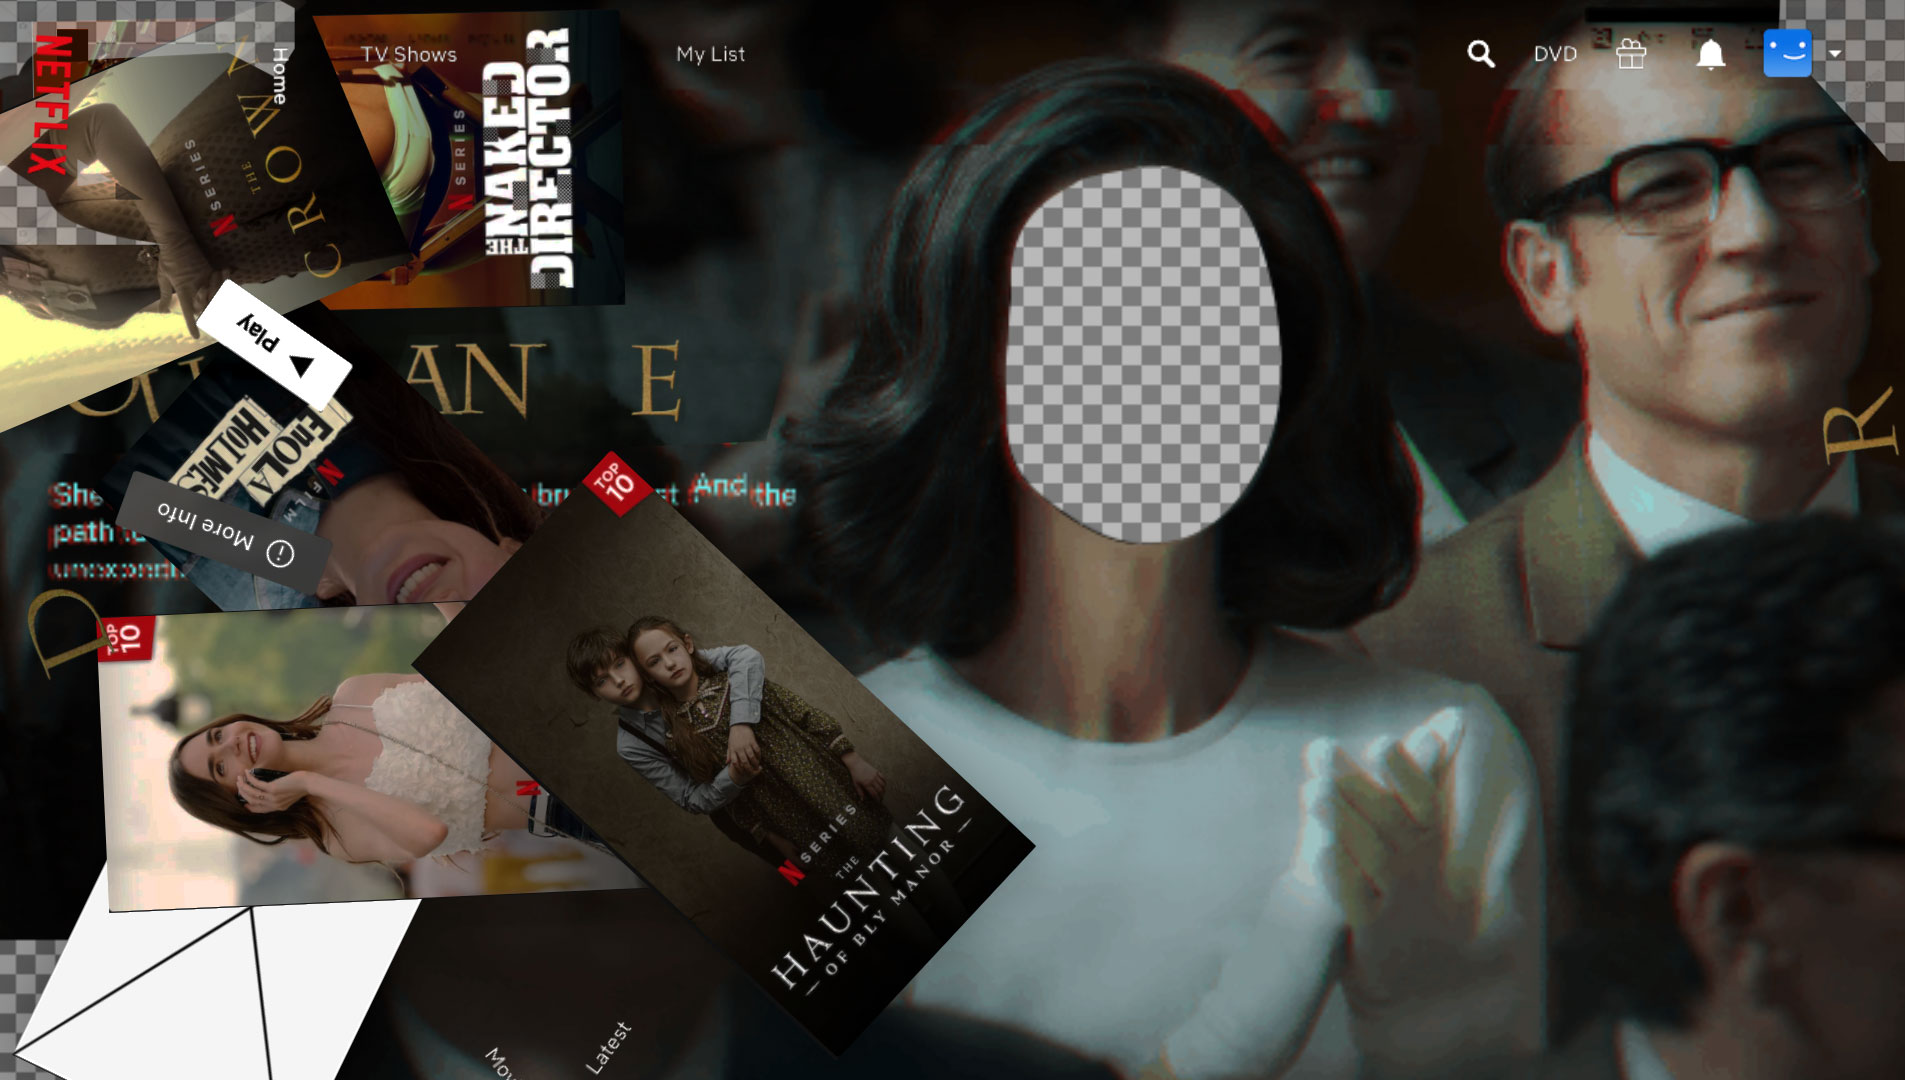 NETFLIX
Home
TV Shows
My List
DVD
THE
CROWN
N SERIES
N SERIES
THE
NAKED
DIRECTOR
AN E
R
D
Play
ENOLA
HOLMES
N FILM
More Info
She
And
the
path
TOP
10
TOP
10
N SERIES
THE
HAUNTING
OF BLY MANOR
Latest